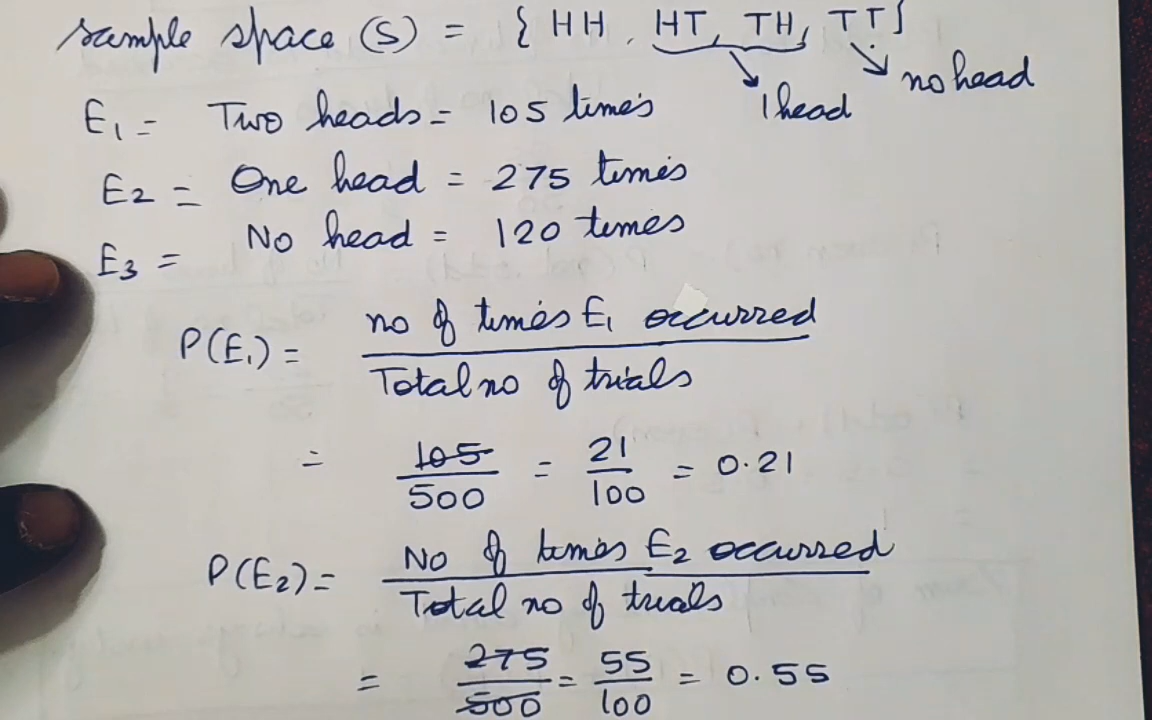 sample space (S) = { HH, HT, TH, TT }
no head
1 head
E₁ = Two heads = 105 times
E₂ = One head = 275 times
E₃ = No head = 120 times
P(E₁) = no of times E₁ occurred
Total no of trials
= 105/500 = 21/100 = 0.21
P(E₂) = No of times E₂ occurred
Total no of trials
= 275/500 = 55/100 = 0.55